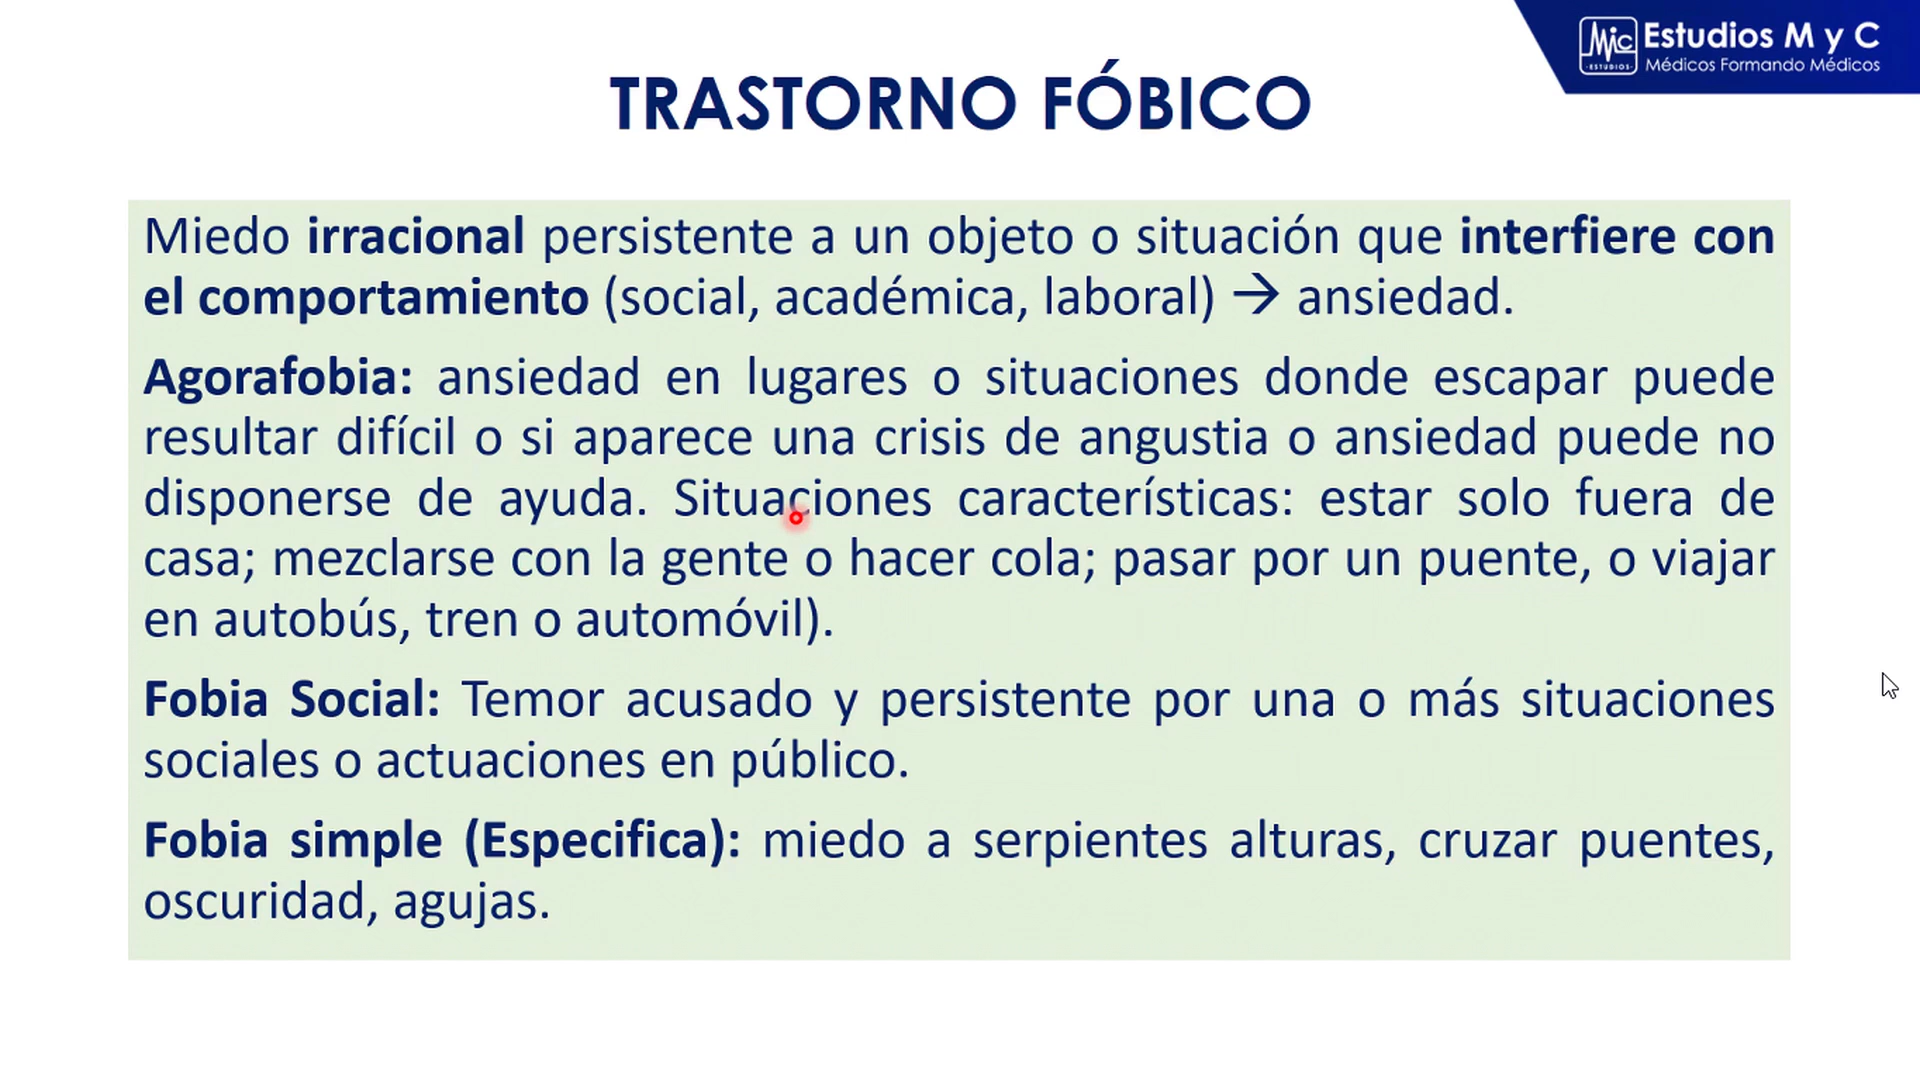 Estudios M y C
Médicos Formando Médicos
Mic
·ESTUDIOS·
TRASTORNO FÓBICO
Miedo irracional persistente a un objeto o situación que interfiere con
el comportamiento (social, académica, laboral) → ansiedad.
Agorafobia: ansiedad en lugares o situaciones donde escapar puede
resultar difícil o si aparece una crisis de angustia o ansiedad puede no
disponerse de ayuda. Situaciones características: estar solo fuera de
casa; mezclarse con la gente o hacer cola; pasar por un puente, o viajar
en autobús, tren o automóvil).
Fobia Social: Temor acusado y persistente por una o más situaciones
sociales o actuaciones en público.
Fobia simple (Especifica): miedo a serpientes alturas, cruzar puentes,
oscuridad, agujas.